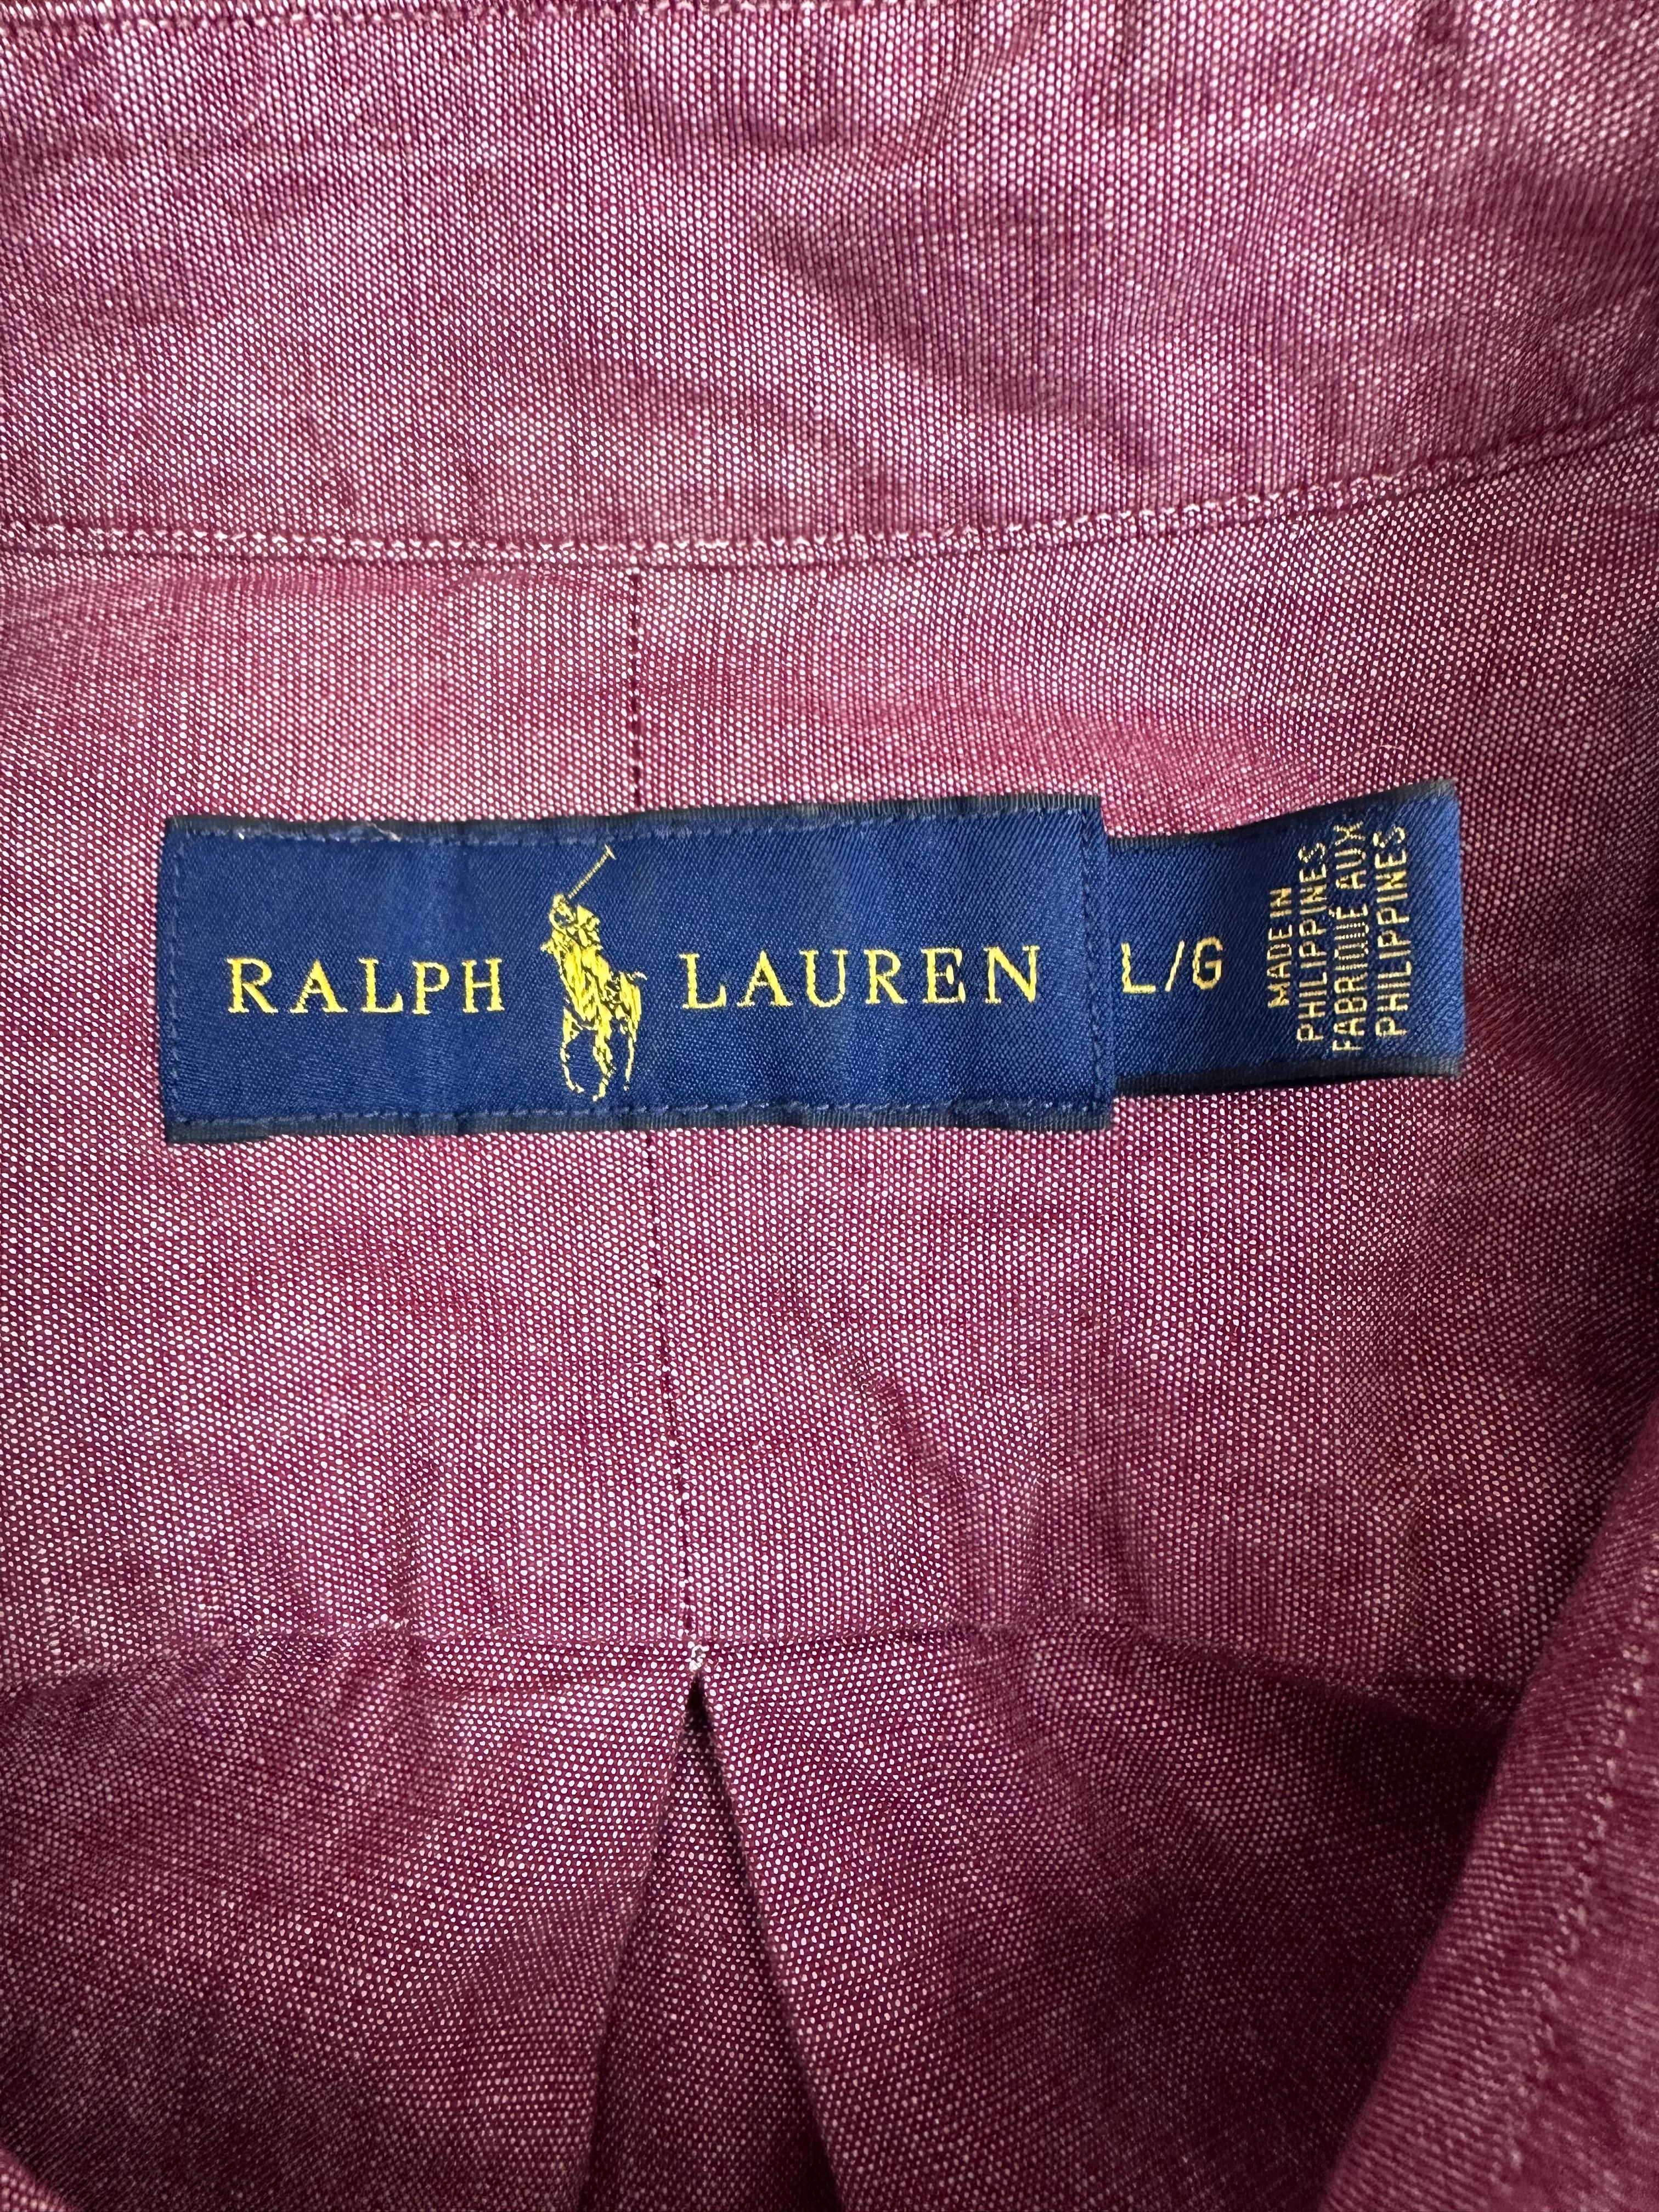 RALPH LAUREN
L/G
MADE IN
PHILIPPINES
FABRIQUÉ AUX
PHILIPPINES